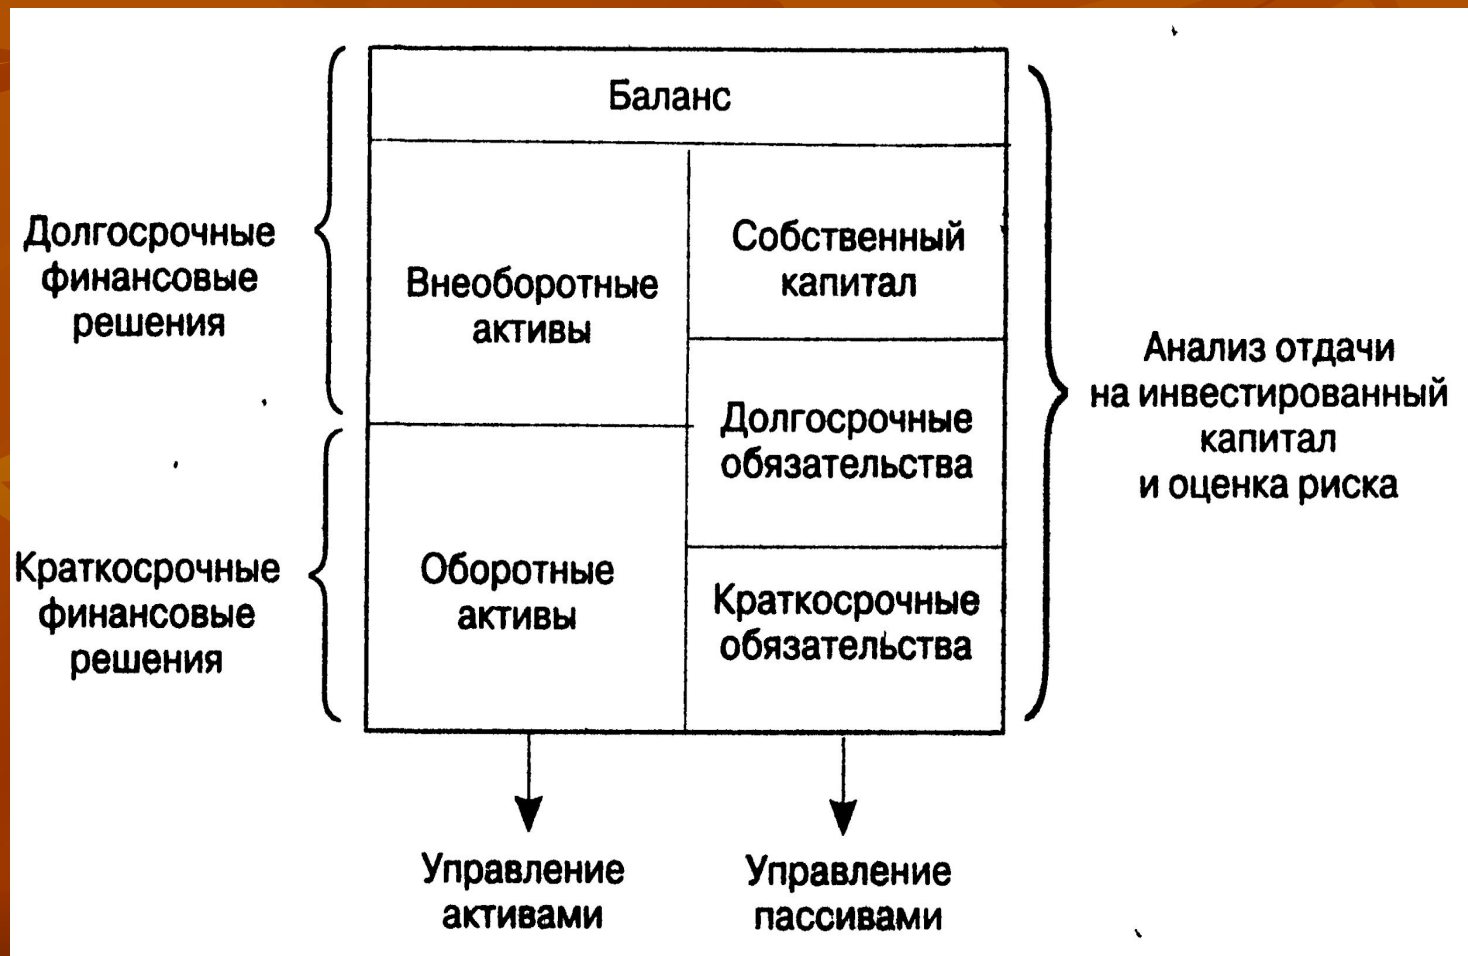 Баланс
Долгосрочные
финансовые
решения
Внеоборотные
активы
Собственный
капитал
Долгосрочные
обязательства
Анализ отдачи
на инвестированный
капитал
и оценка риска
Краткосрочные
финансовые
решения
Оборотные
активы
Краткосрочные
обязательства
Управление
активами
Управление
пассивами